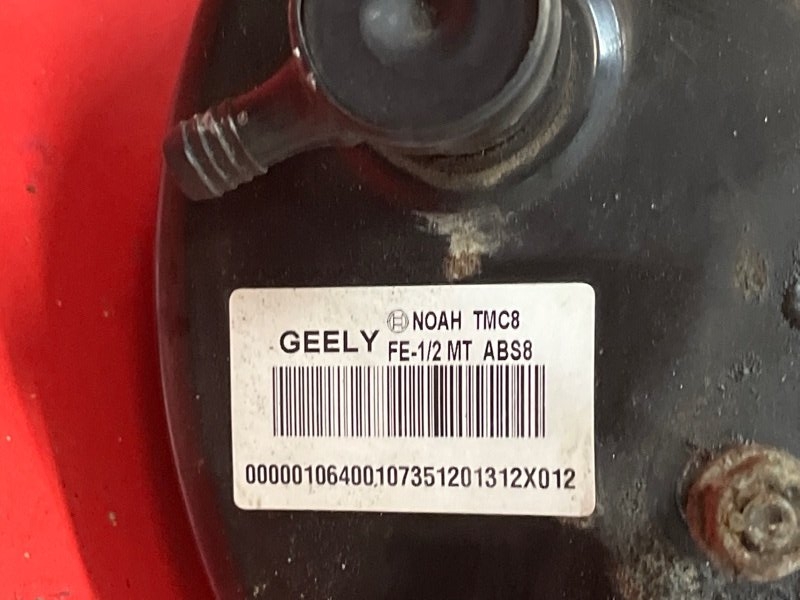 GEELY NOAH TMC8
FE-1/2 MT ABS8
00000106400107351201312X012